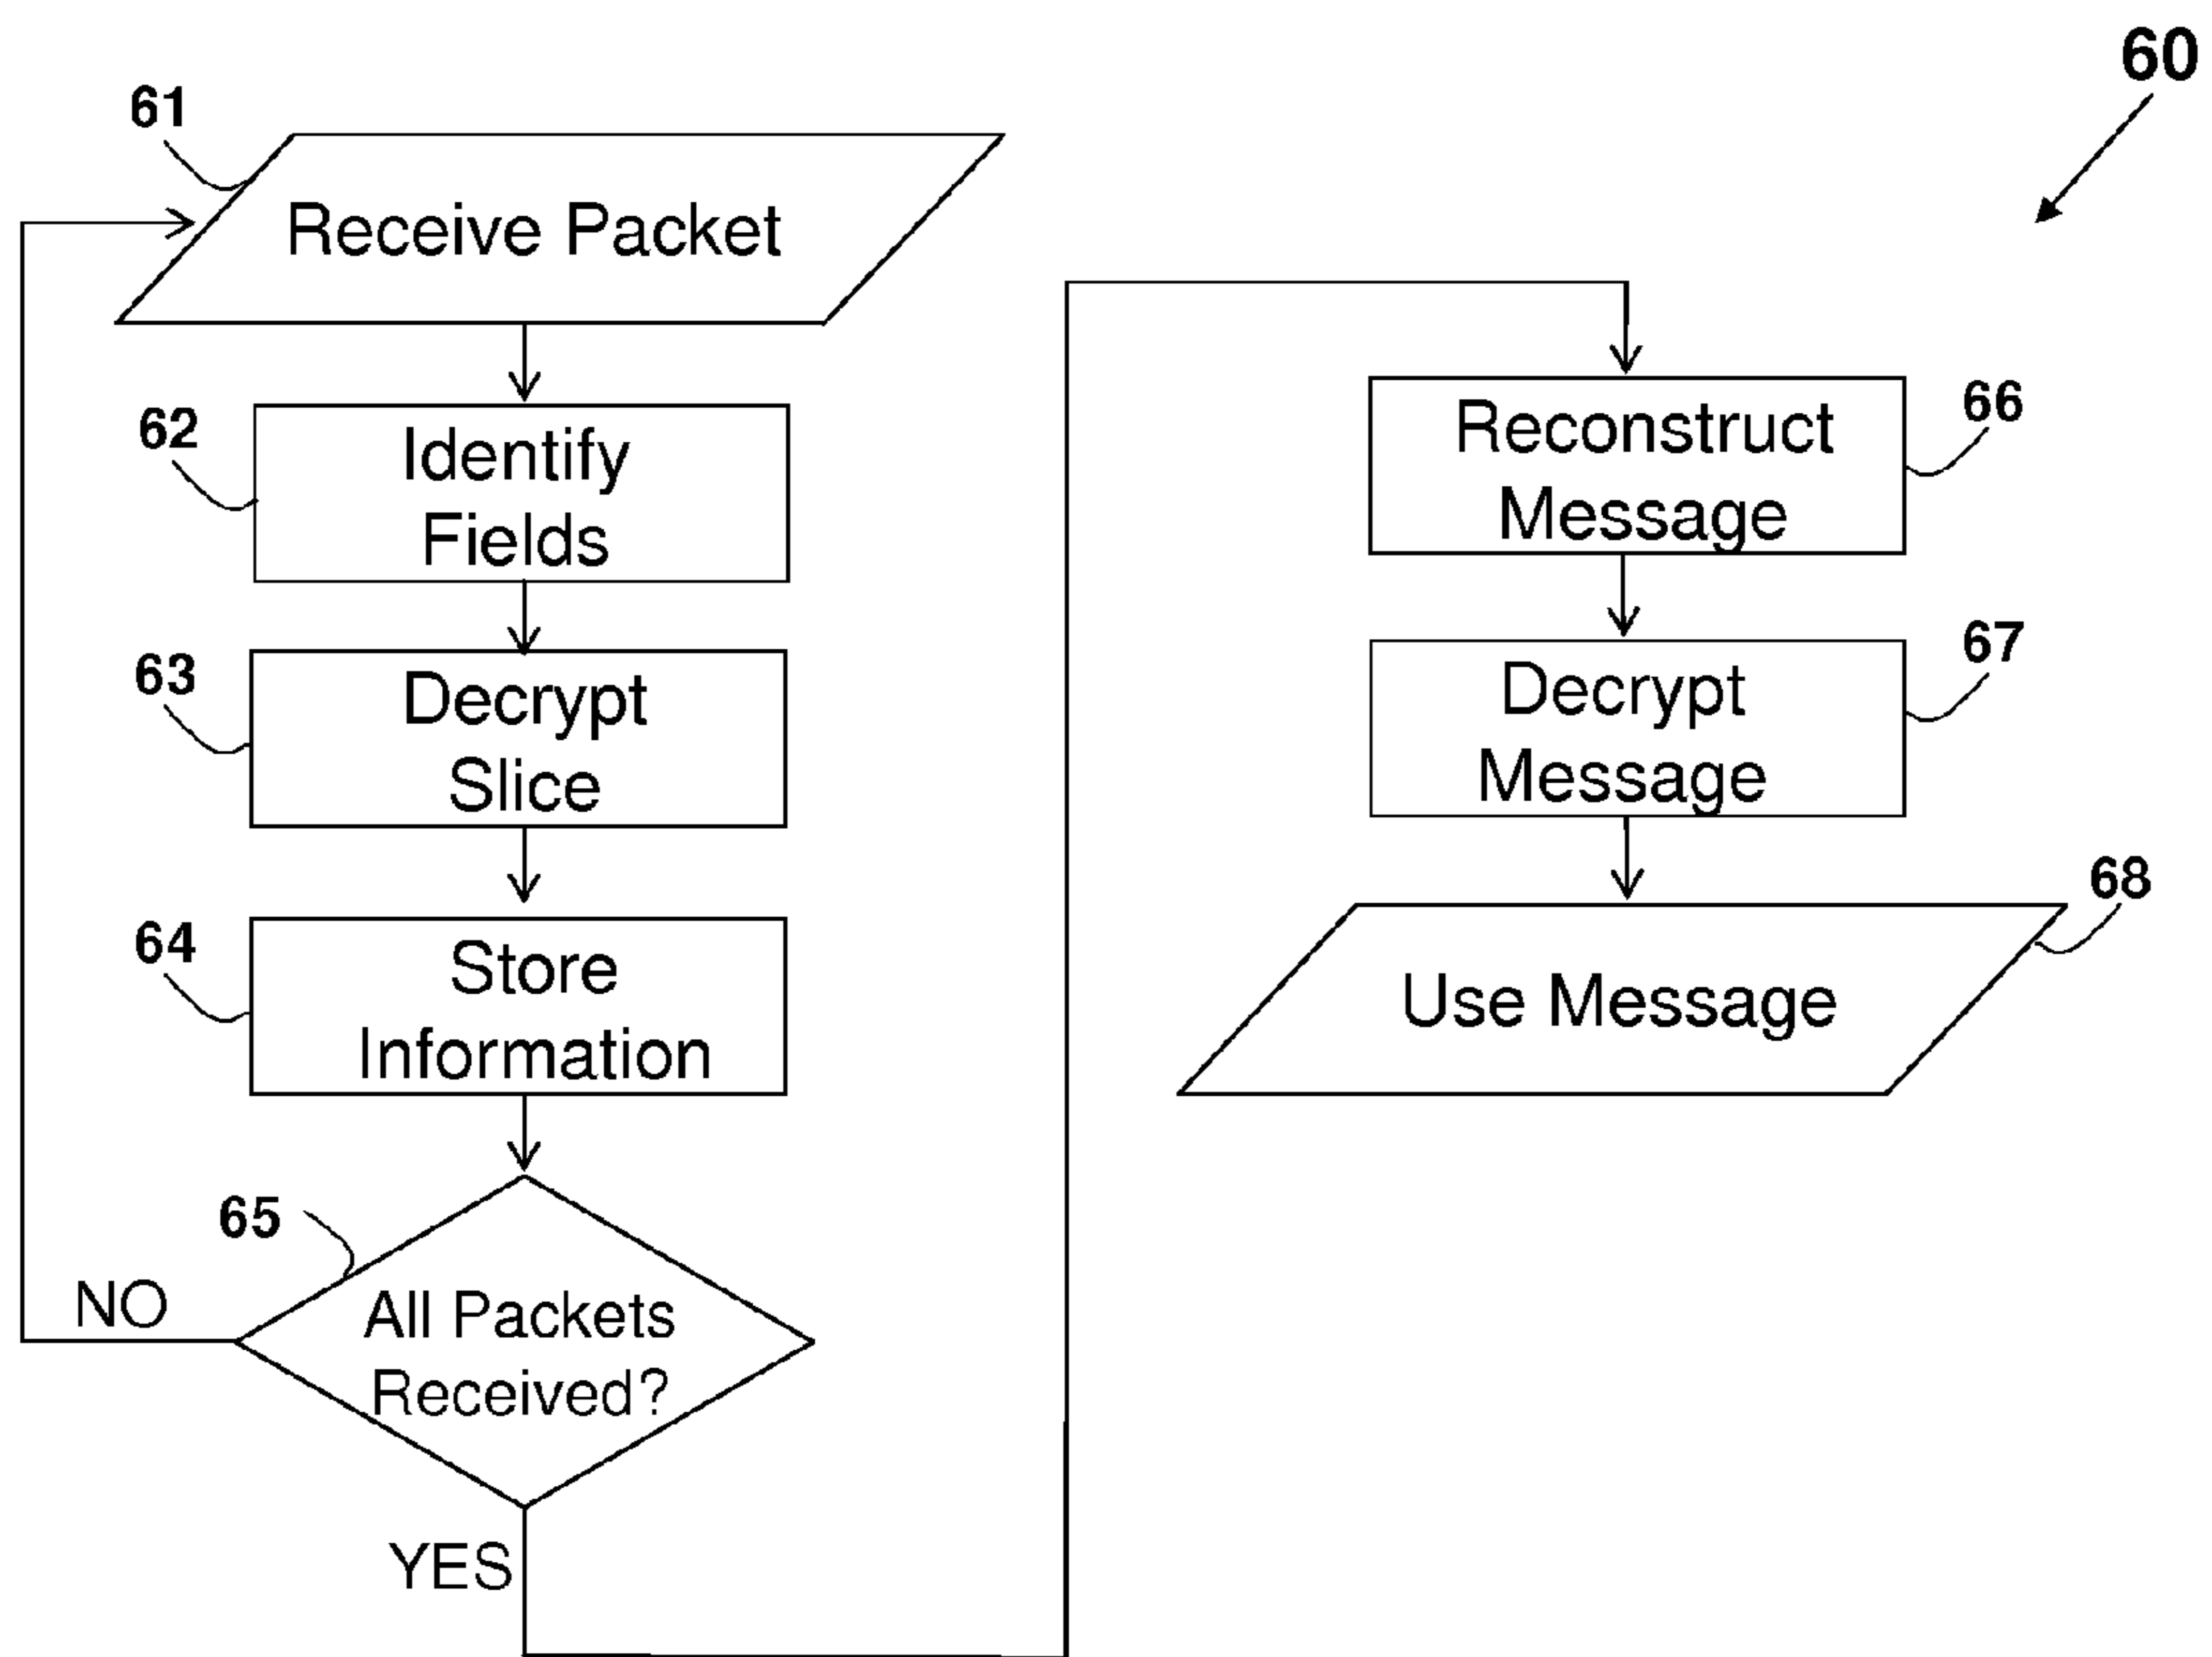 60
61
Receive Packet
62
Identify
Fields
63
Decrypt
Slice
64
Store
Information
65
All Packets
Received?
NO
YES
66
Reconstruct
Message
67
Decrypt
Message
68
Use Message